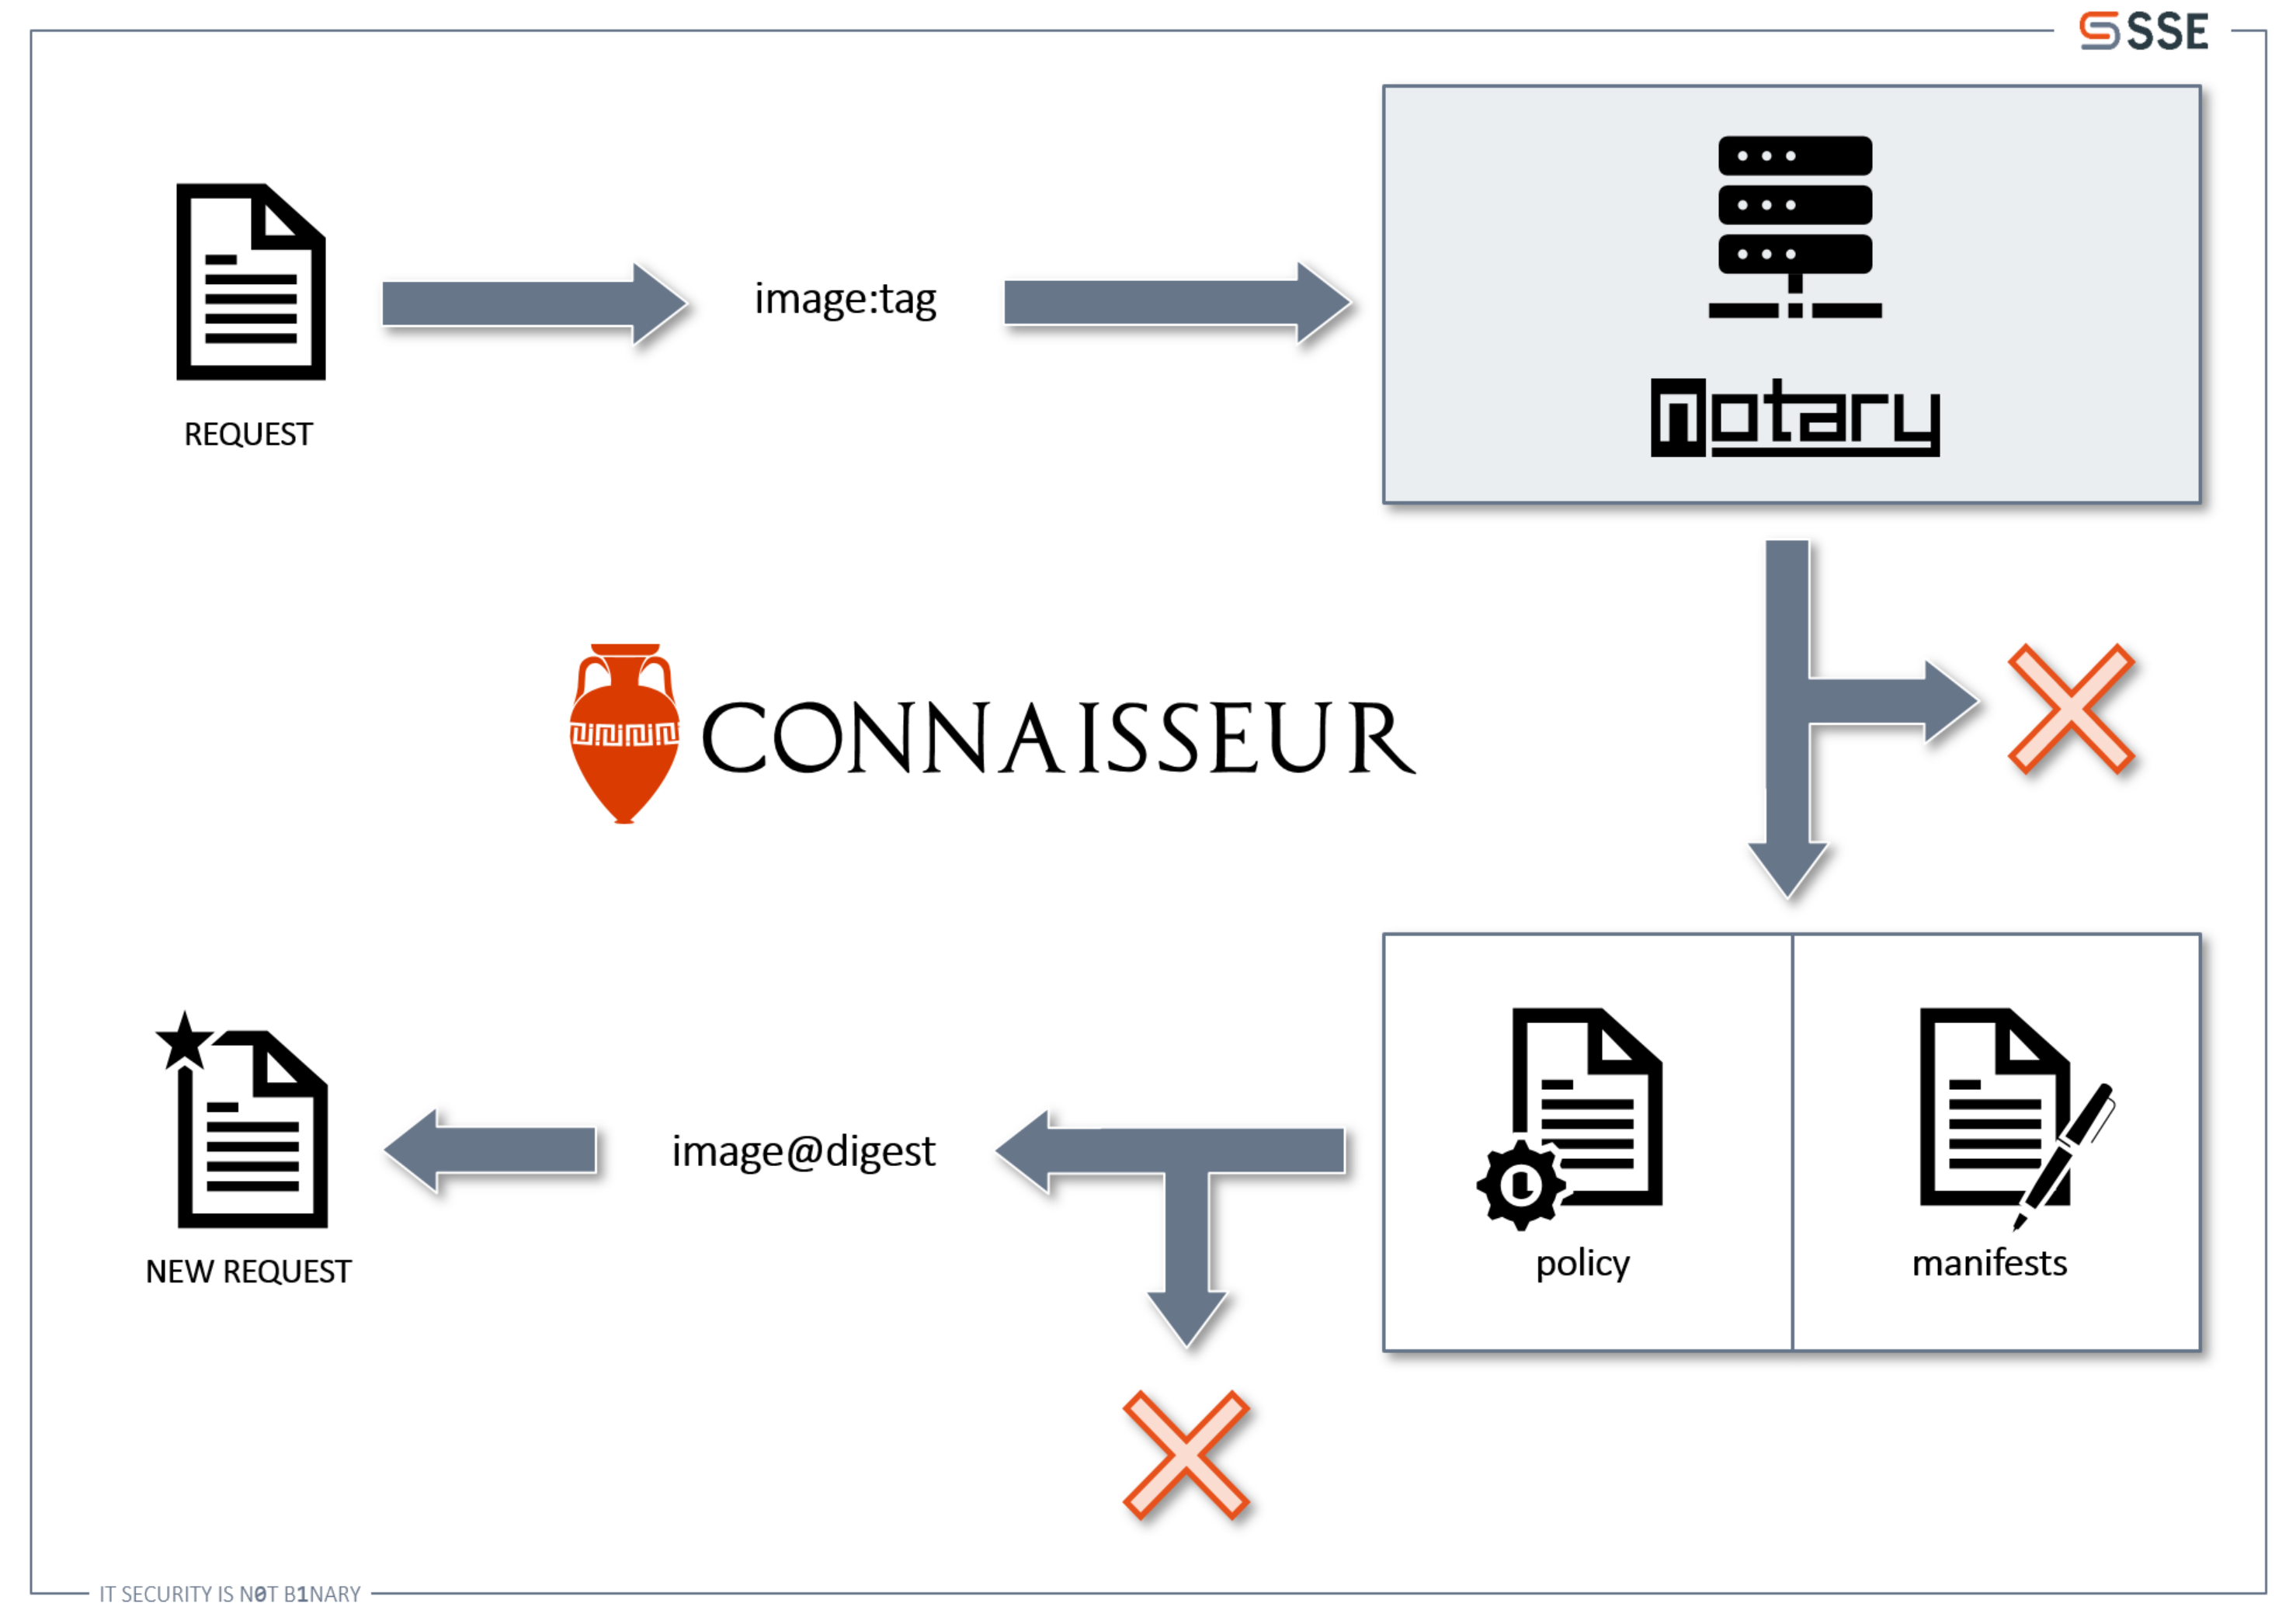 SSE
image:tag
REQUEST
notary
CONNAISSEUR
image@digest
NEW REQUEST
policy
manifests
IT SECURITY IS N0T B1NARY